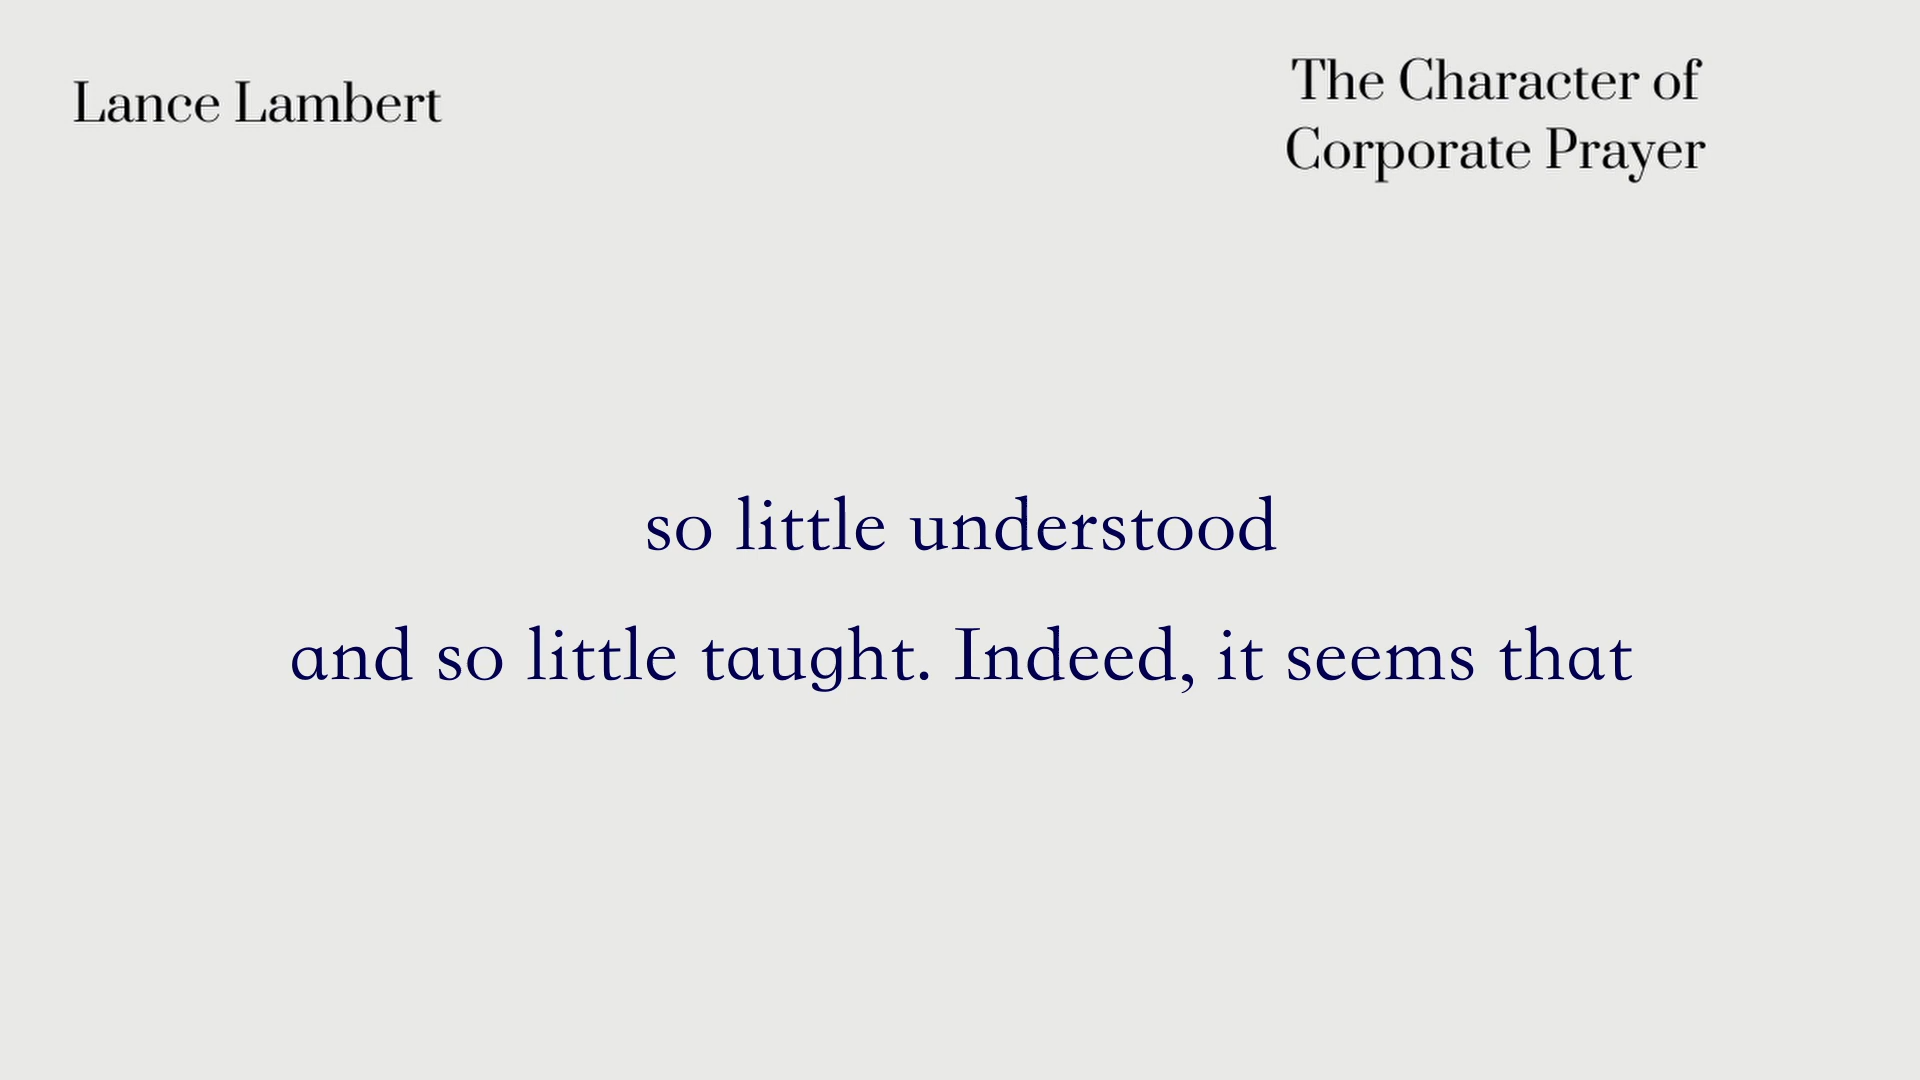 Lance Lambert
The Character of
Corporate Prayer
so little understood
and so little taught. Indeed, it seems that